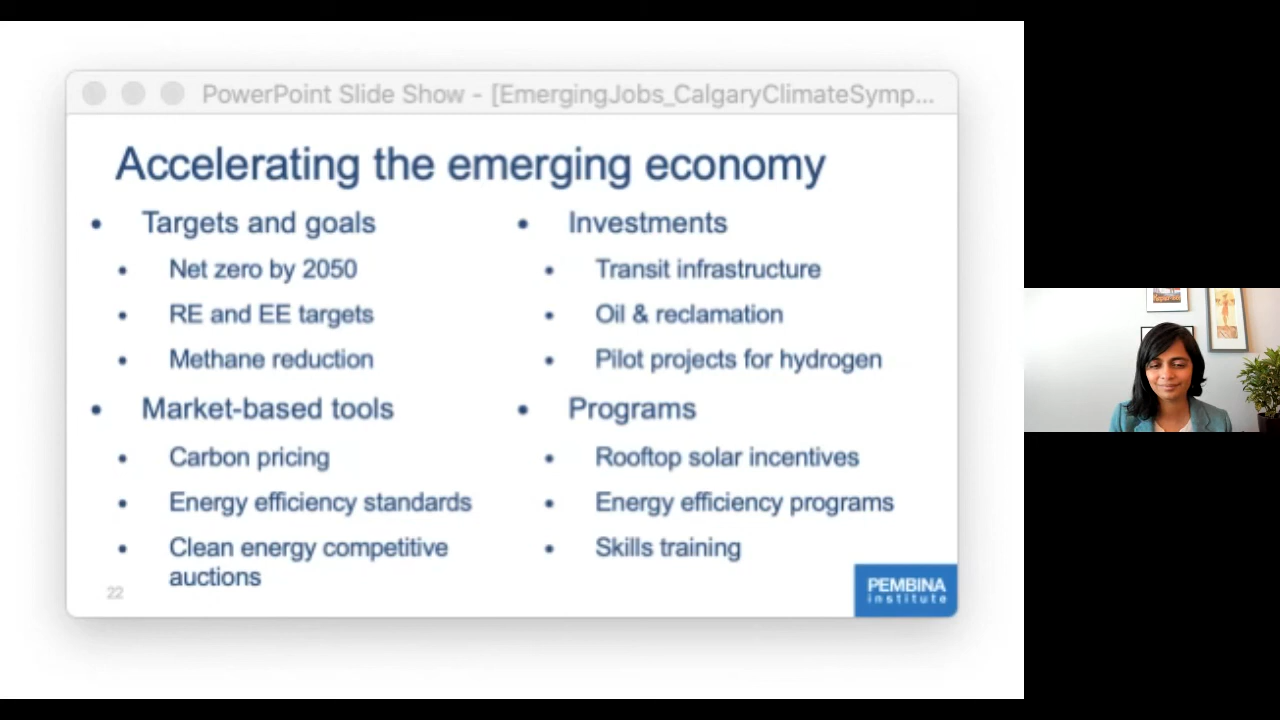 PowerPoint Slide Show - [EmergingJobs_CalgaryClimateSymp...
Accelerating the emerging economy
• Targets and goals
• Net zero by 2050
• RE and EE targets
• Methane reduction
• Market-based tools
• Carbon pricing
• Energy efficiency standards
• Clean energy competitive
auctions
• Investments
• Transit infrastructure
• Oil & reclamation
• Pilot projects for hydrogen
• Programs
• Rooftop solar incentives
• Energy efficiency programs
• Skills training
22
PEMBINA
institute